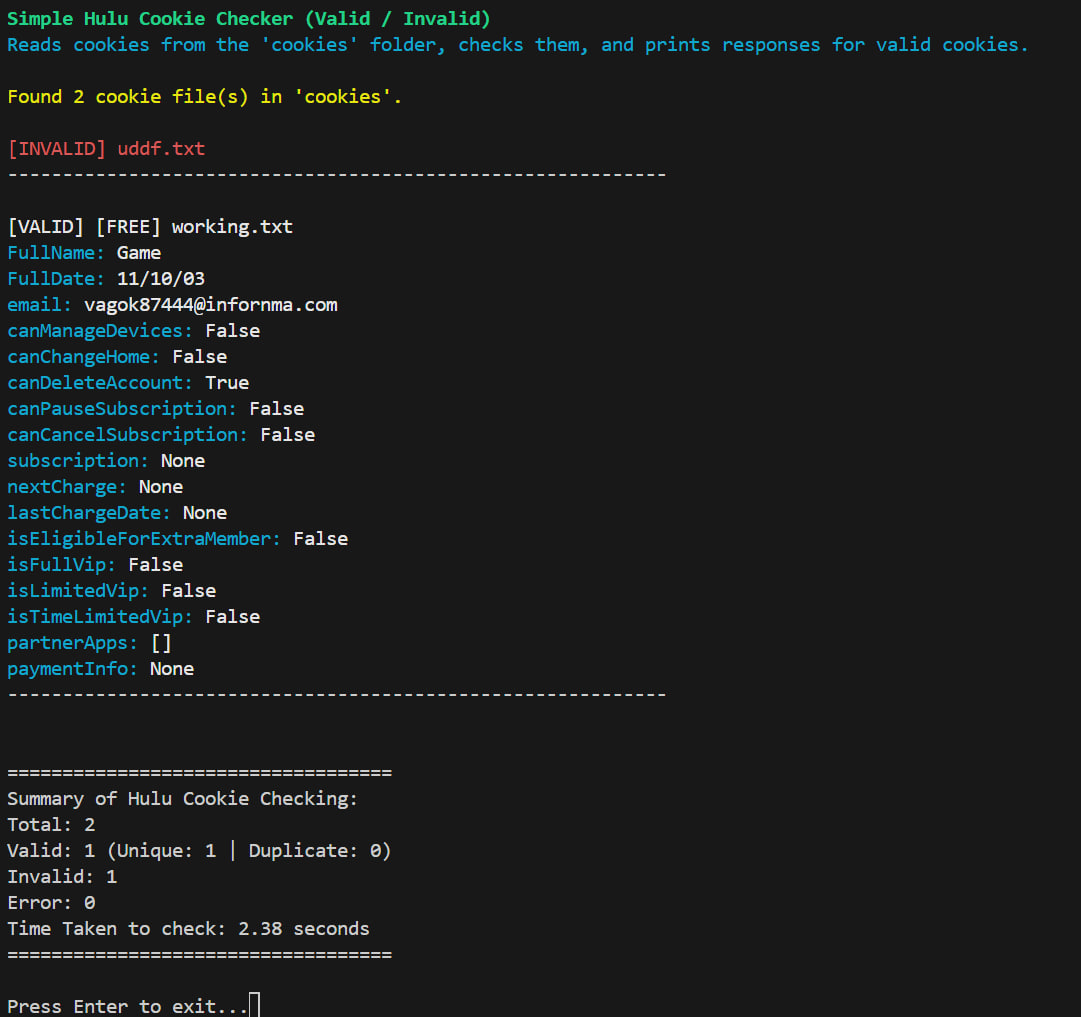 Simple Hulu Cookie Checker (Valid / Invalid)
Reads cookies from the 'cookies' folder, checks them, and prints responses for valid cookies.
Found 2 cookie file(s) in 'cookies'.
[INVALID] uddf.txt
------------------------------------------------------------
[VALID] [FREE] working.txt
FullName: Game
FullDate: 11/10/03
email: vagok87444@infornma.com
canManageDevices: False
canChangeHome: False
canDeleteAccount: True
canPauseSubscription: False
canCancelSubscription: False
subscription: None
nextCharge: None
lastChargeDate: None
isEligibleForExtraMember: False
isFullVip: False
isLimitedVip: False
isTimeLimitedVip: False
partnerApps: []
paymentInfo: None
------------------------------------------------------------
===================================
Summary of Hulu Cookie Checking:
Total: 2
Valid: 1 (Unique: 1 | Duplicate: 0)
Invalid: 1
Error: 0
Time Taken to check: 2.38 seconds
===================================
Press Enter to exit...